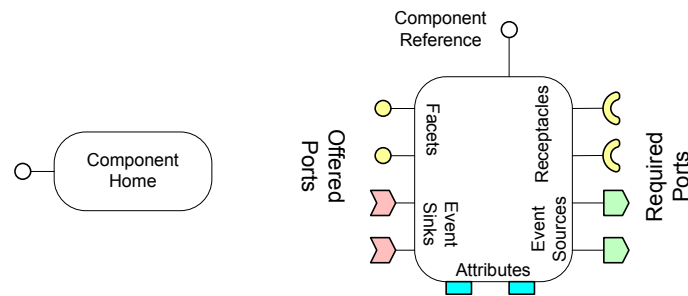 Component
Reference
Component
Home
Offered
Ports
Facets
Event
Sinks
Receptacles
Event
Sources
Required
Ports
Attributes